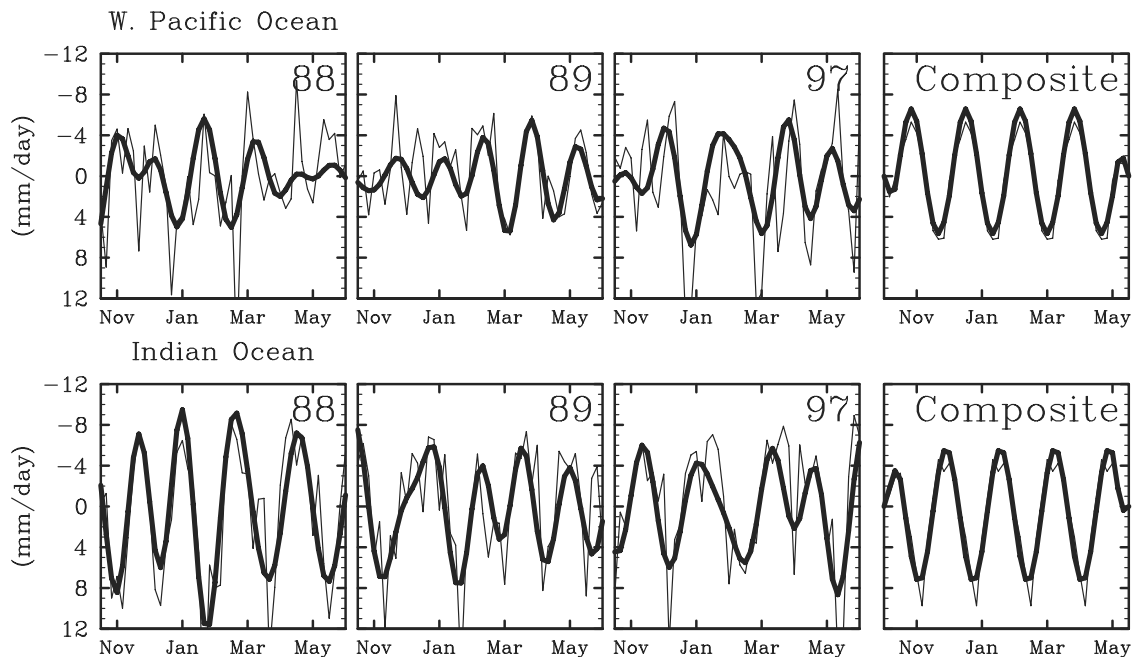 W. Pacific Ocean
88 89 97 Composite
−12
−8
−4
0
4
8
12
(mm/day)
Nov Jan Mar May Nov Jan Mar May Nov Jan Mar May Nov Jan Mar May
Indian Ocean
88 89 97 Composite
−12
−8
−4
0
4
8
12
(mm/day)
Nov Jan Mar May Nov Jan Mar May Nov Jan Mar May Nov Jan Mar May